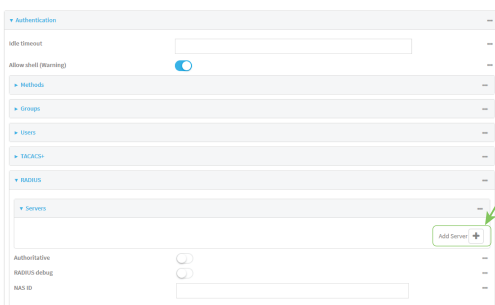 Authentication
Idle timeout
Allow shell (Warning)
Methods
Groups
Users
TACACS+
RADIUS
Servers
Add Server
Authoritative
RADIUS debug
NAS ID